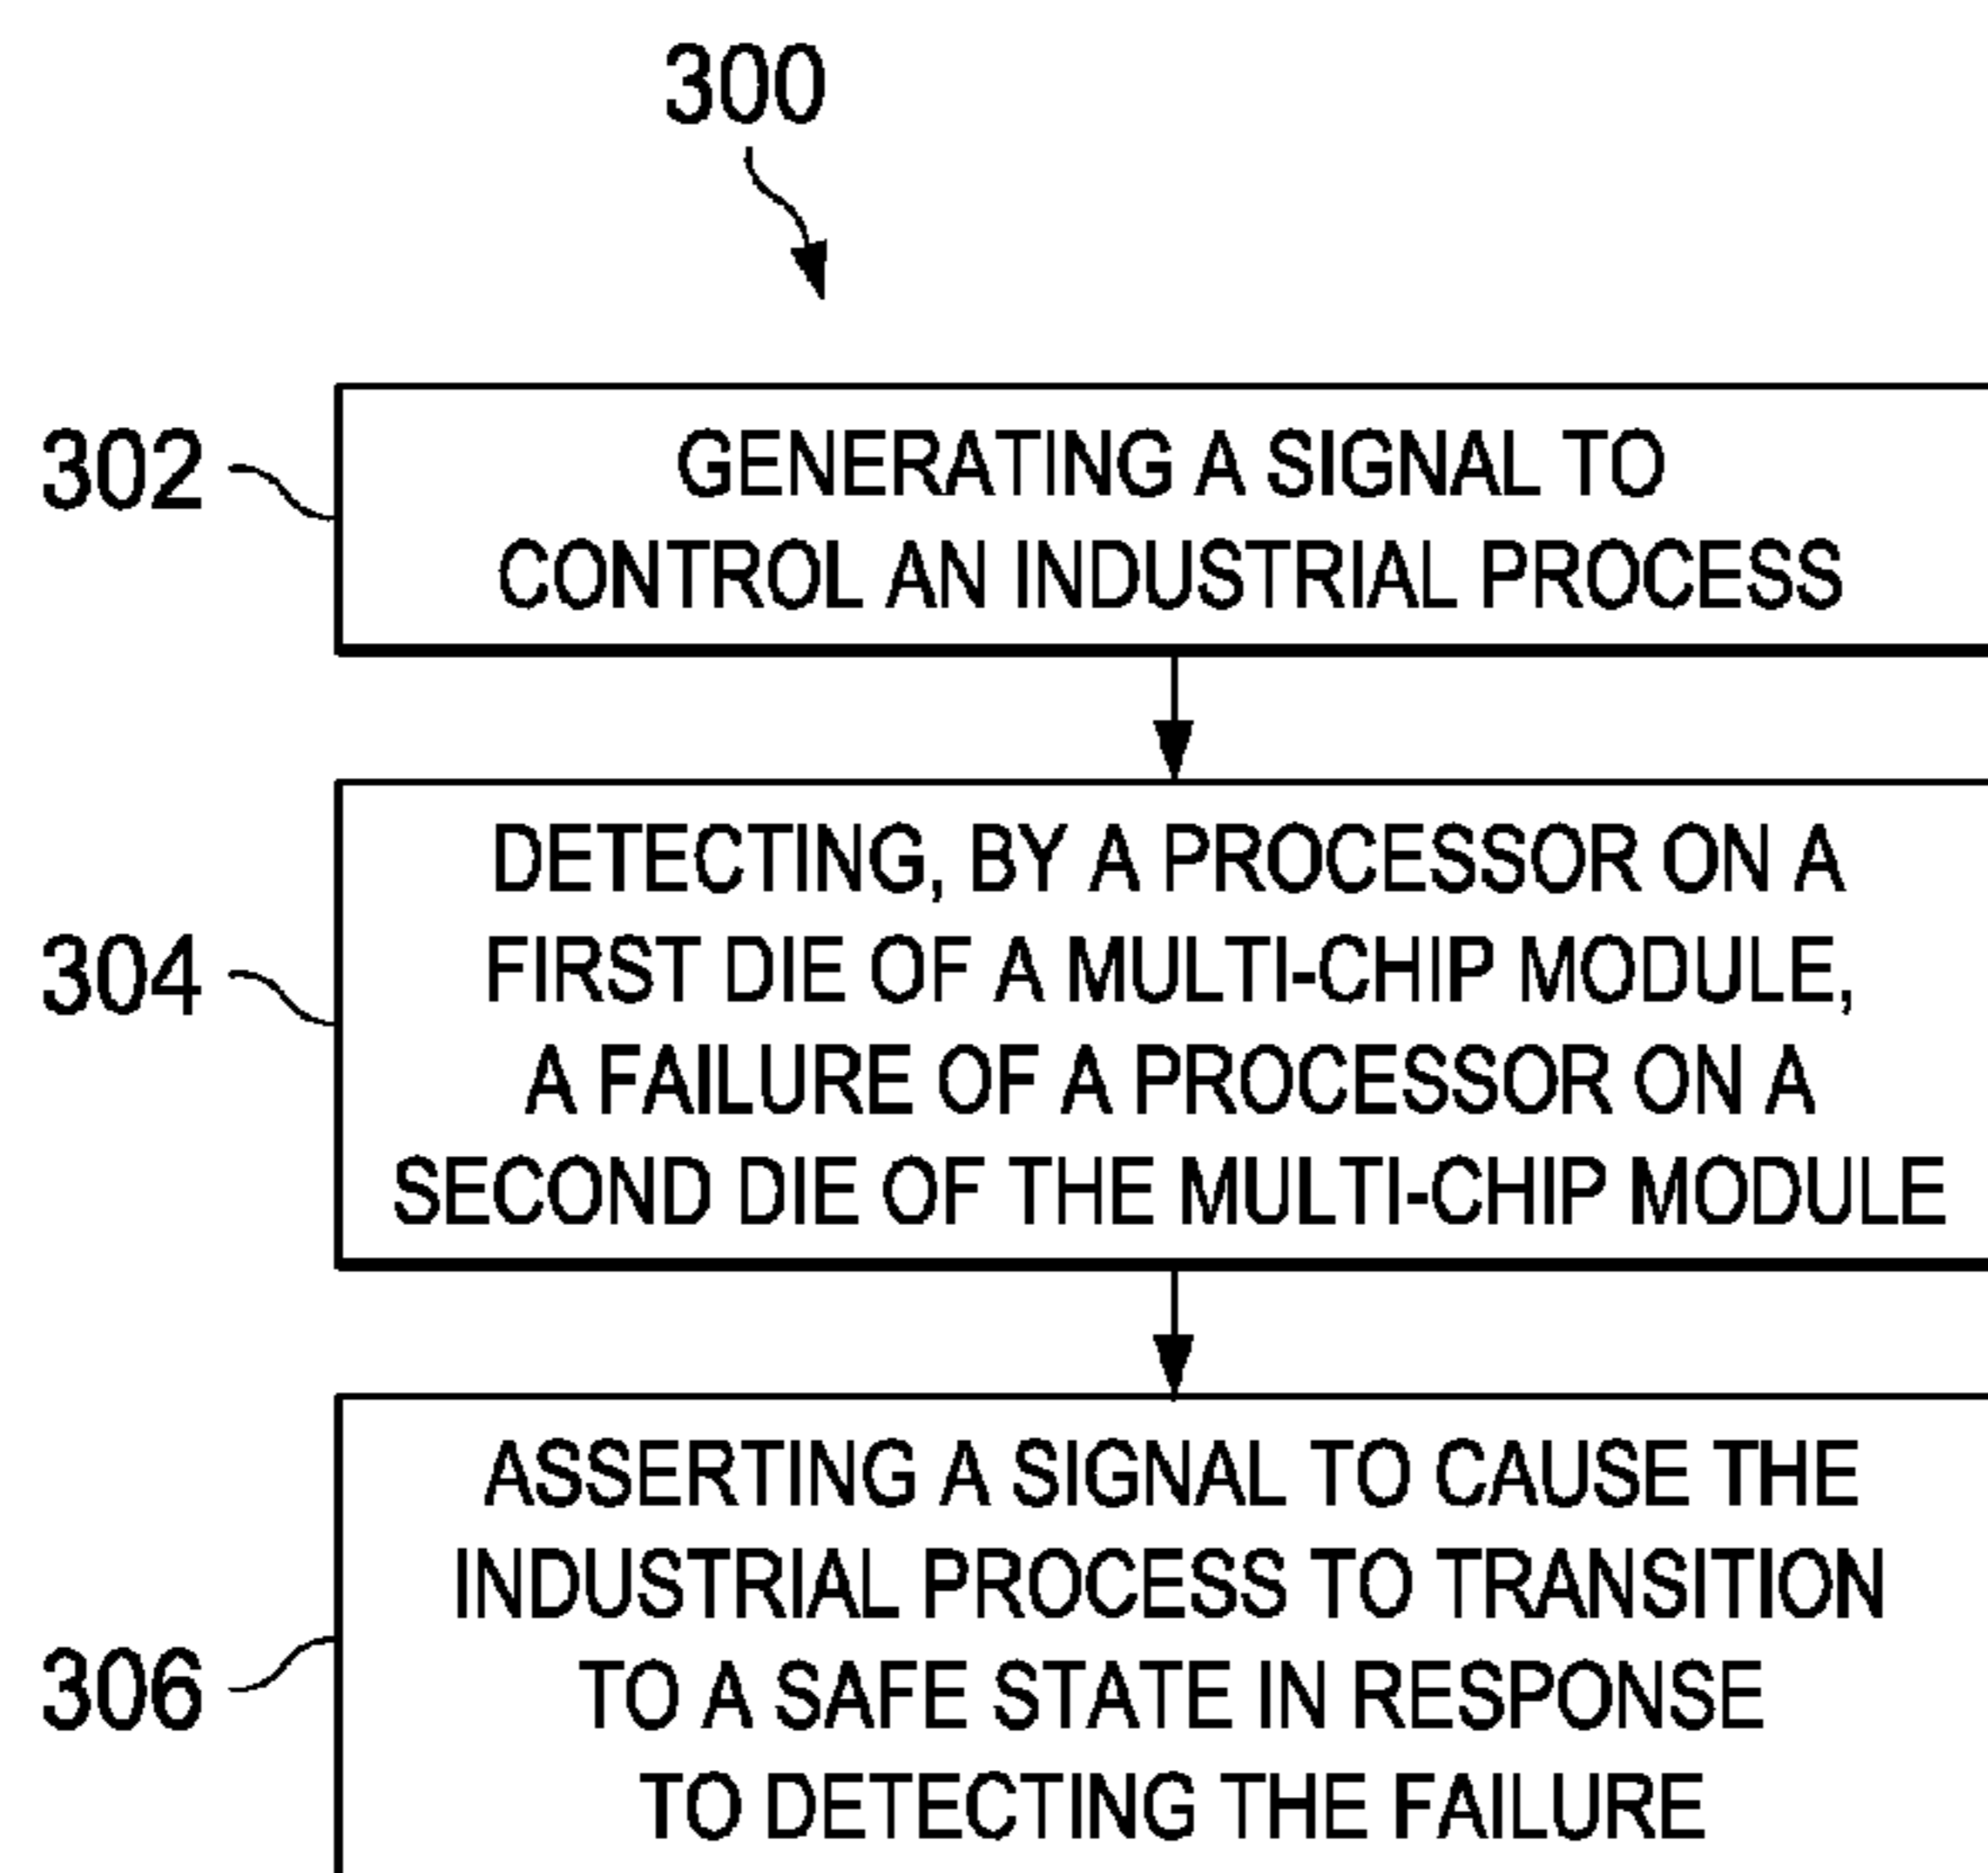 300
302
GENERATING A SIGNAL TO
CONTROL AN INDUSTRIAL PROCESS
304
DETECTING, BY A PROCESSOR ON A
FIRST DIE OF A MULTI-CHIP MODULE,
A FAILURE OF A PROCESSOR ON A
SECOND DIE OF THE MULTI-CHIP MODULE
306
ASSERTING A SIGNAL TO CAUSE THE
INDUSTRIAL PROCESS TO TRANSITION
TO A SAFE STATE IN RESPONSE
TO DETECTING THE FAILURE